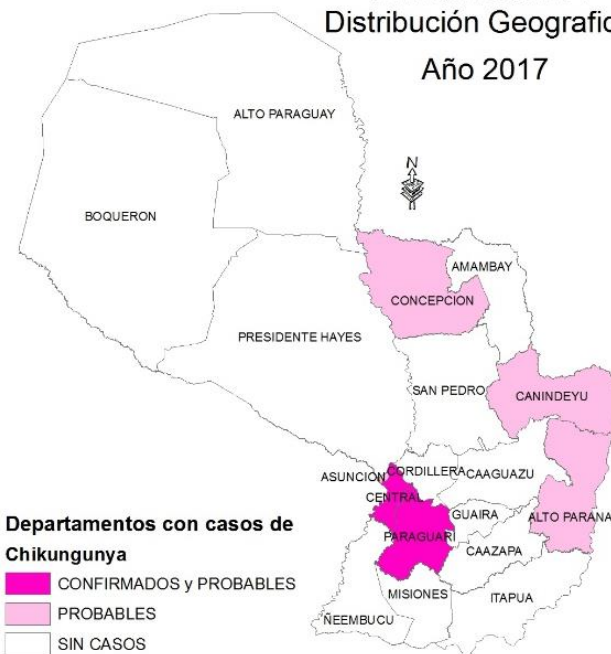 Distribución Geografic
Año 2017
ALTO PARAGUAY
N
BOQUERON
AMAMBAY
CONCEPCION
PRESIDENTE HAYES
SAN PEDRO
CANINDEYU
ASUNCION
CORDILLERA
CAAGUAZU
CENTRAL
GUAIRA
ALTO PARANA
PARAGUARI
CAAZAPA
MISIONES
ITAPUA
ÑEEMBUCU
Departamentos con casos de
Chikungunya
CONFIRMADOS y PROBABLES
PROBABLES
SIN CASOS